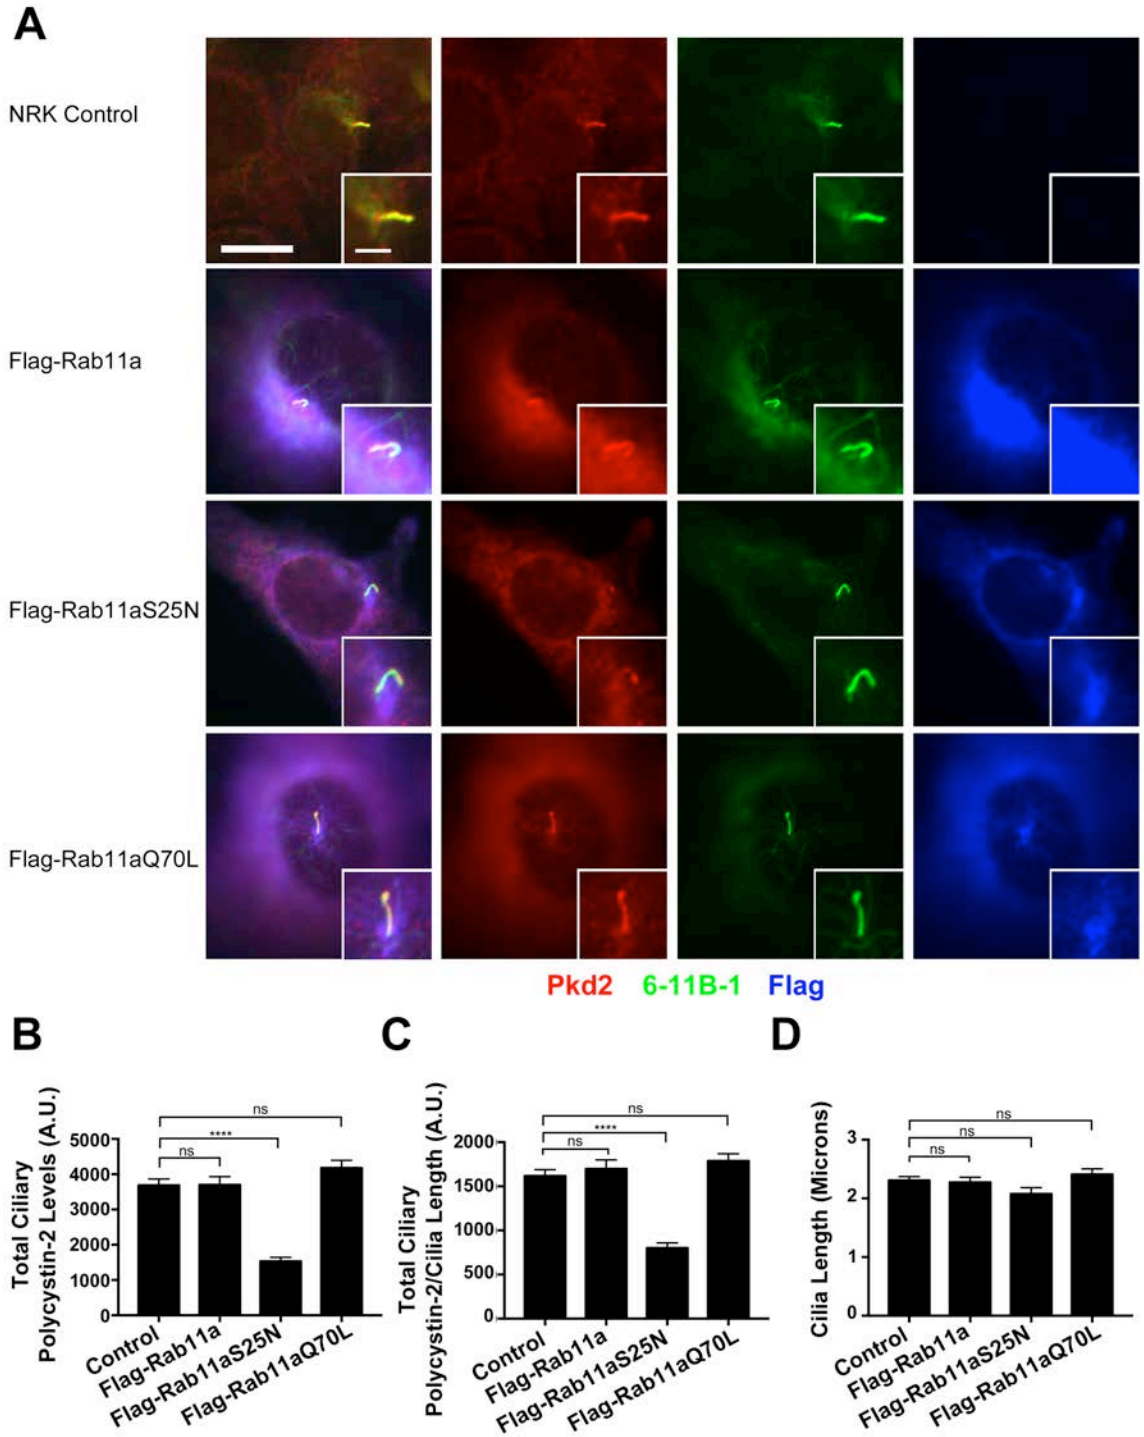 A
NRK Control
Flag-Rab11a
Flag-Rab11aS25N
Flag-Rab11aQ70L
Pkd2 6-11B-1 Flag
B
Total Ciliary
Polycystin-2 Levels (A.U.)
5000
4000
3000
2000
1000
0
ns
****
ns
Control
Flag-Rab11a
Flag-Rab11aS25N
Flag-Rab11aQ70L
C
Total Ciliary
Polycystin-2/Cilia Length (A.U.)
2000
1500
1000
500
0
ns
****
ns
Control
Flag-Rab11a
Flag-Rab11aS25N
Flag-Rab11aQ70L
D
Cilia Length (Microns)
3
2
1
0
ns
ns
ns
Control
Flag-Rab11a
Flag-Rab11aS25N
Flag-Rab11aQ70L